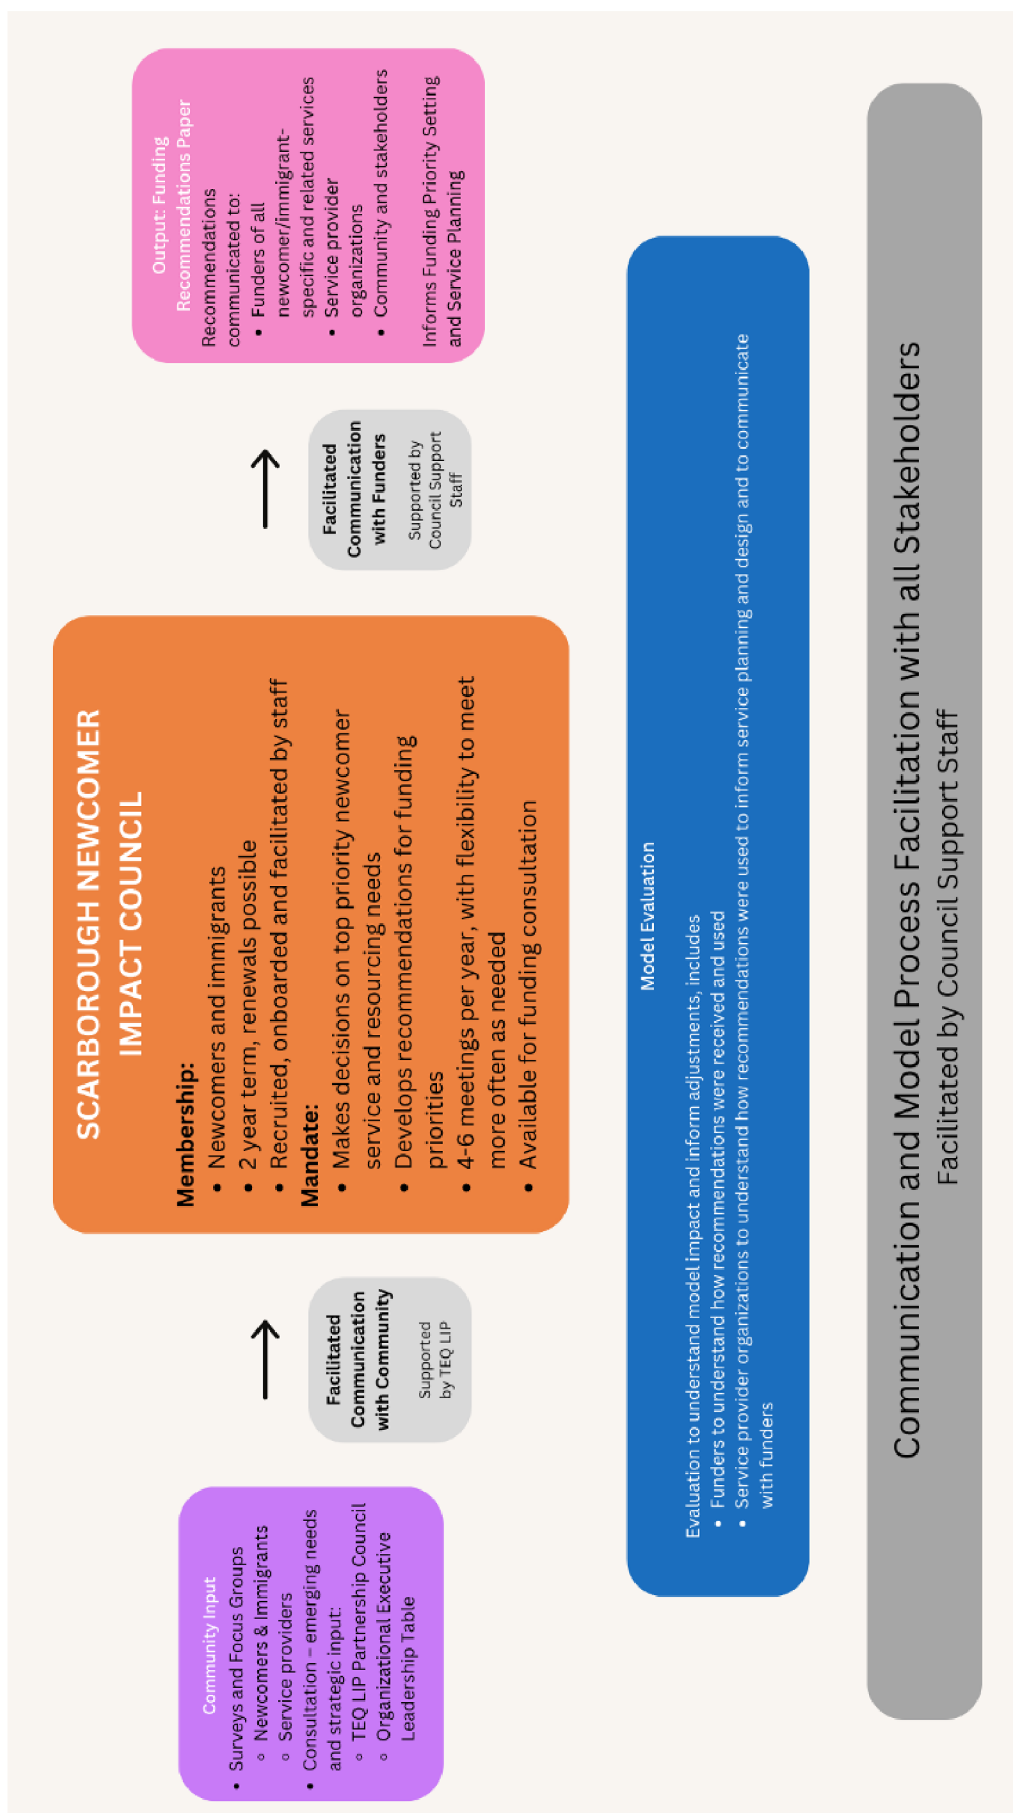 Community Input
• Surveys and Focus Groups
◦ Newcomers & Immigrants
◦ Service providers
• Consultation – emerging needs
and strategic input:
◦ TEQ LIP Partnership Council
◦ Organizational Executive
Leadership Table
Facilitated
Communication
with Community
Supported
by TEQ LIP
SCARBOROUGH NEWCOMER
IMPACT COUNCIL
Membership:
• Newcomers and immigrants
• 2 year term, renewals possible
• Recruited, onboarded and facilitated by staff
Mandate:
• Makes decisions on top priority newcomer
service and resourcing needs
• Develops recommendations for funding
priorities
• 4-6 meetings per year, with flexibility to meet
more often as needed
• Available for funding consultation
Facilitated
Communication
with Funders
Supported by
Council Support
Staff
Output: Funding
Recommendations Paper
Recommendations
communicated to:
• Funders of all
newcomer/immigrant-
specific and related services
• Service provider
organizations
• Community and stakeholders
Informs Funding Priority Setting
and Service Planning
Model Evaluation
Evaluation to understand model impact and inform adjustments, includes
• Funders to understand how recommendations were received and used
• Service provider organizations to understand how recommendations were used to inform service planning and design and to communicate
with funders
Communication and Model Process Facilitation with all Stakeholders
Facilitated by Council Support Staff